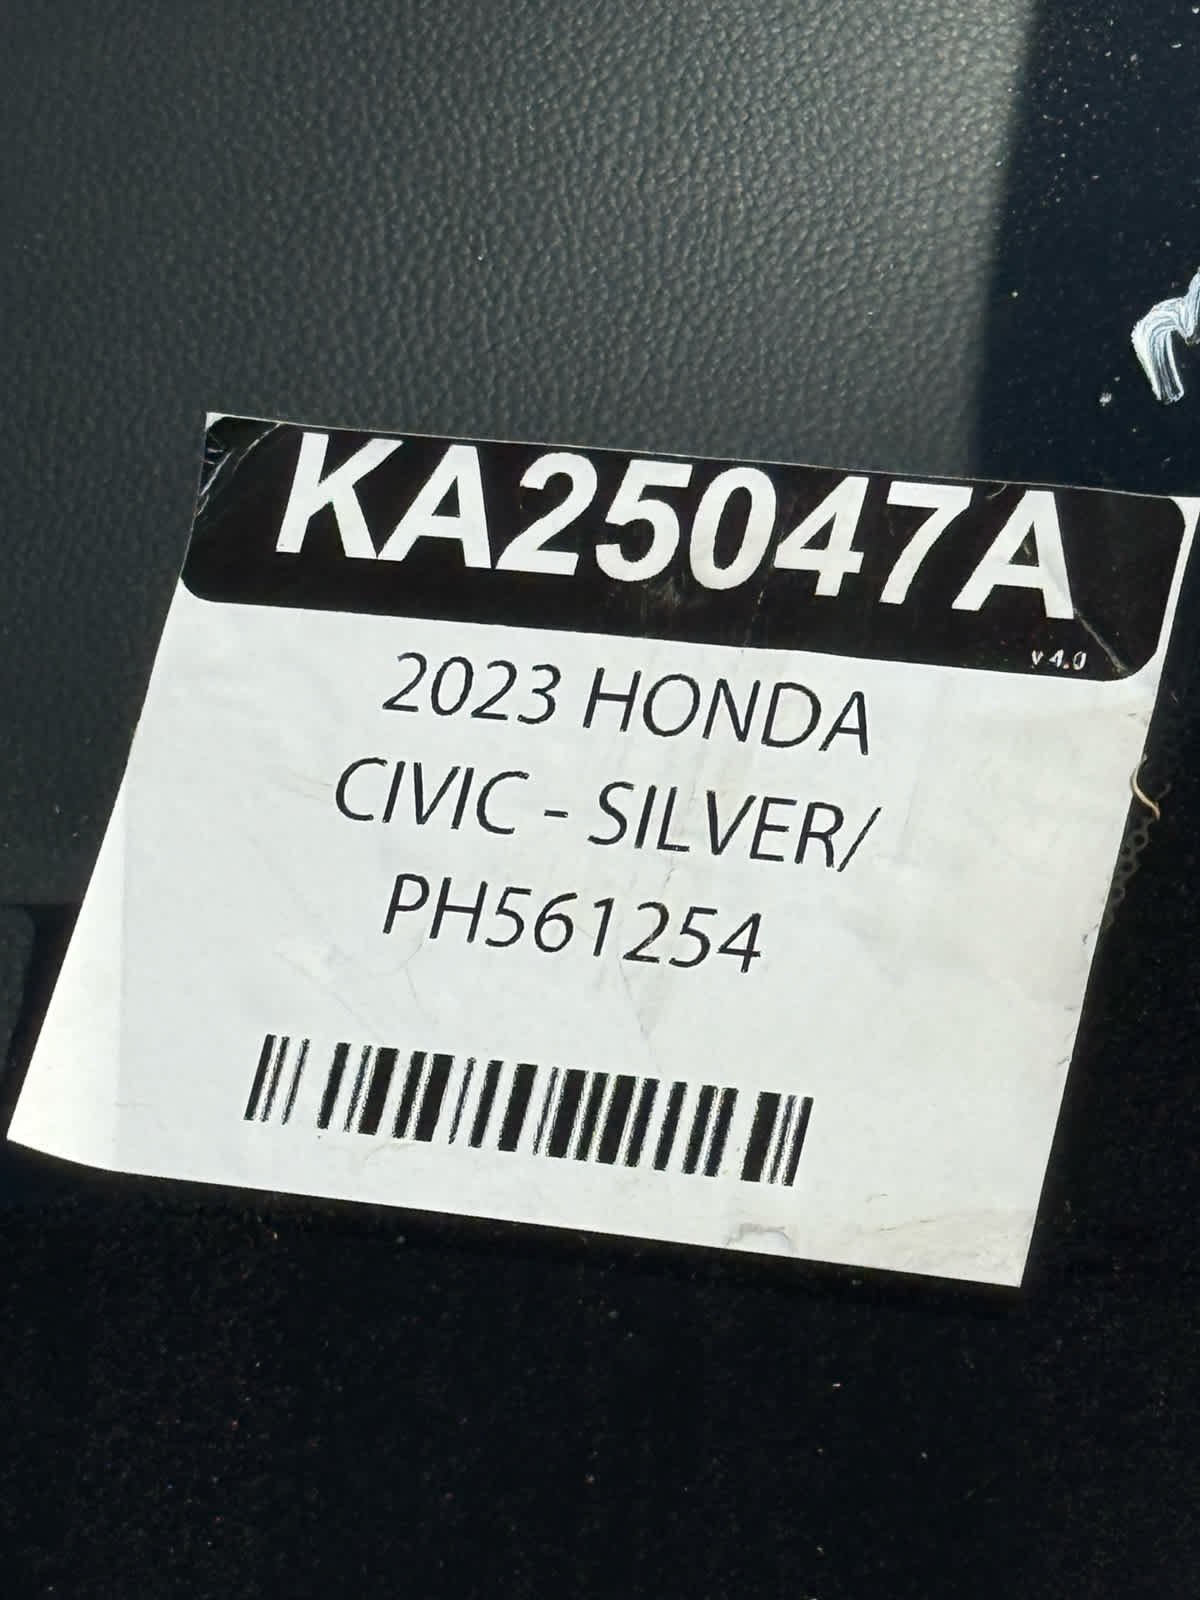 KA25047A
v 4.0
2023 HONDA
CIVIC - SILVER/
PH561254